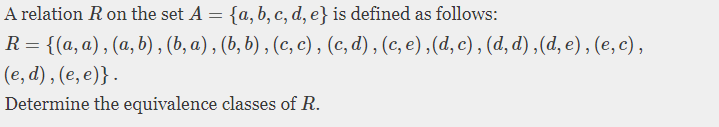 A relation R on the set A = {a, b, c, d, e} is defined as follows:
R = {(a, a) , (a, b) , (b, a) , (b, b) , (c, c) , (c, d) , (c, e) ,(d, c) , (d, d) ,(d, e) , (e, c) ,
(e, d) , (e, e)} .
Determine the equivalence classes of R.